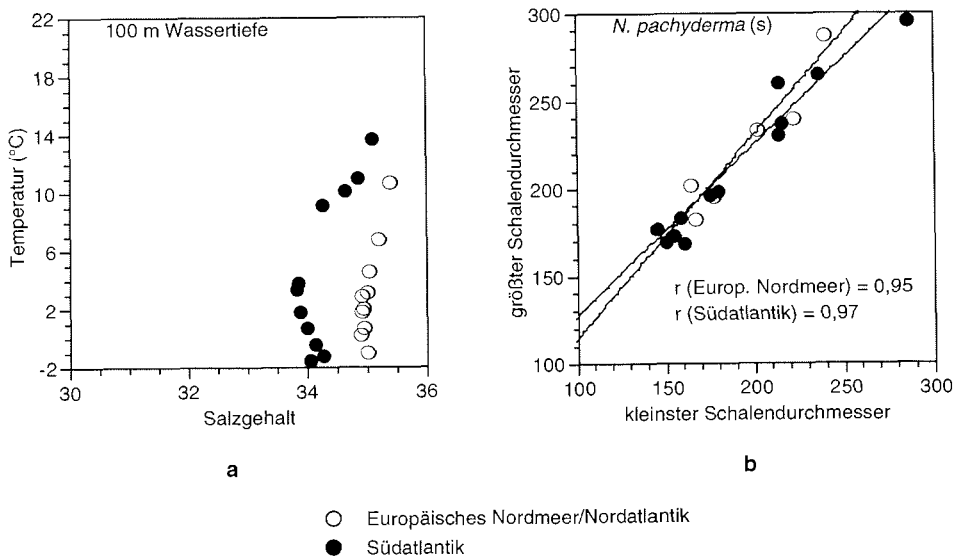 100 m Wassertiefe
Temperatur (°C)
22
18
14
10
6
2
-2
30
32
34
36
Salzgehalt
a
N. pachyderma (s)
größter Schalendurchmesser
300
250
200
150
100
r (Europ. Nordmeer) = 0,95
r (Südatlantik) = 0,97
100
150
200
250
300
kleinster Schalendurchmesser
b
Europäisches Nordmeer/Nordatlantik
Südatlantik